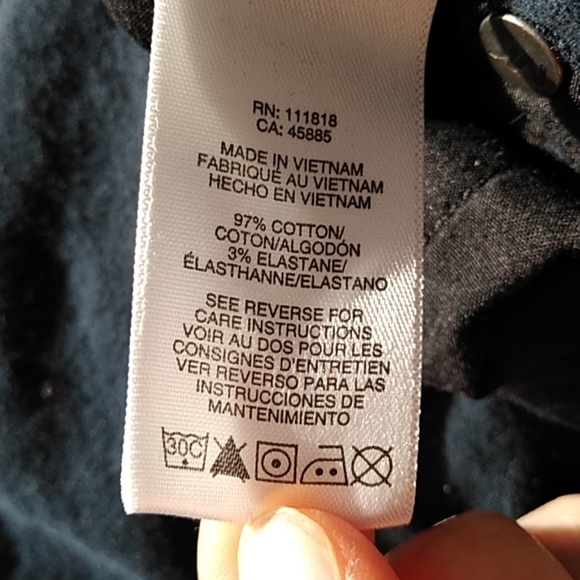 RN: 111818
CA: 45885
MADE IN VIETNAM
FABRIQUÉ AU VIETNAM
HECHO EN VIETNAM
97% COTTON/
COTON/ALGODÓN
3% ELASTANE/
ÉLASTHANNE/ELASTANO
SEE REVERSE FOR
CARE INSTRUCTIONS
VOIR AU DOS POUR LES
CONSIGNES D'ENTRETIEN
VER REVERSO PARA LAS
INSTRUCCIONES DE
MANTENIMIENTO
30C